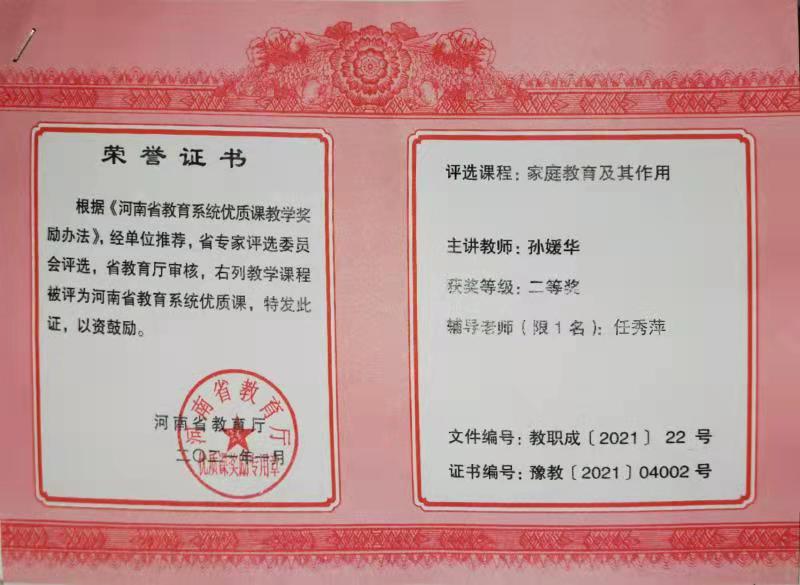 荣誉证书
根据《河南省教育系统优质课教学奖
励办法》，经单位推荐，省专家评选委员
会评选，省教育厅审核，右列教学课程
被评为河南省教育系统优质课，特发此
证，以资鼓励。
河南省教育厅
河南省教育厅
优质课奖励专用章
评选课程：家庭教育及其作用
主讲教师：孙媛华
获奖等级：二等奖
辅导老师（限1名）：任秀萍
文件编号：教职成〔2021〕22号
证书编号：豫教〔2021〕04002号